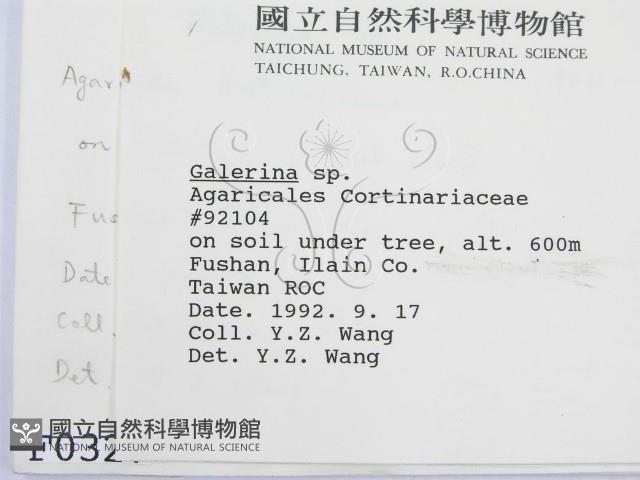 國立自然科學博物館
NATIONAL MUSEUM OF NATURAL SCIENCE
TAICHUNG, TAIWAN, R.O.CHINA
Agari
on
Fus
Date
Coll.
Det.
Galerina sp.
Agaricales Cortinariaceae
#92104
on soil under tree, alt. 600m
Fushan, Ilain Co.
Taiwan ROC
Date. 1992. 9. 17
Coll. Y.Z. Wang
Det. Y.Z. Wang
國立自然科學博物館
NATIONAL MUSEUM OF NATURAL SCIENCE